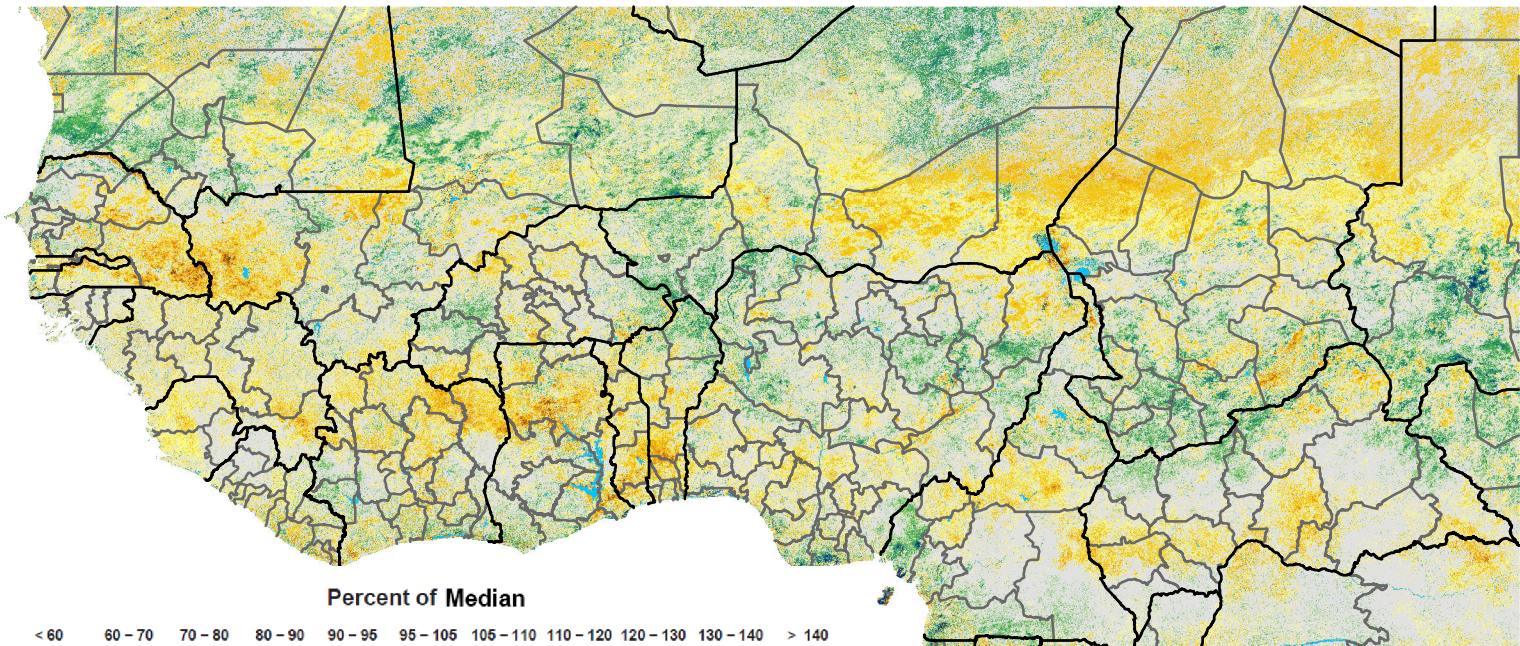 Percent of Median
< 60 60 – 70 70 – 80 80 – 90 90 – 95 95 – 105 105 – 110 110 – 120 120 – 130 130 – 140 > 140